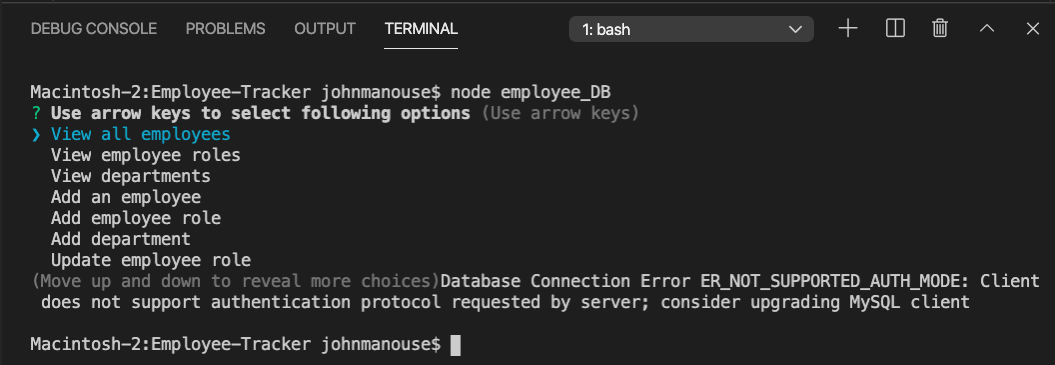 DEBUG CONSOLE PROBLEMS OUTPUT TERMINAL 1: bash
Macintosh-2:Employee-Tracker johnmanouse$ node employee_DB
? Use arrow keys to select following options (Use arrow keys)
❯ View all employees
View employee roles
View departments
Add an employee
Add employee role
Add department
Update employee role
(Move up and down to reveal more choices)Database Connection Error ER_NOT_SUPPORTED_AUTH_MODE: Client
does not support authentication protocol requested by server; consider upgrading MySQL client
Macintosh-2:Employee-Tracker johnmanouse$